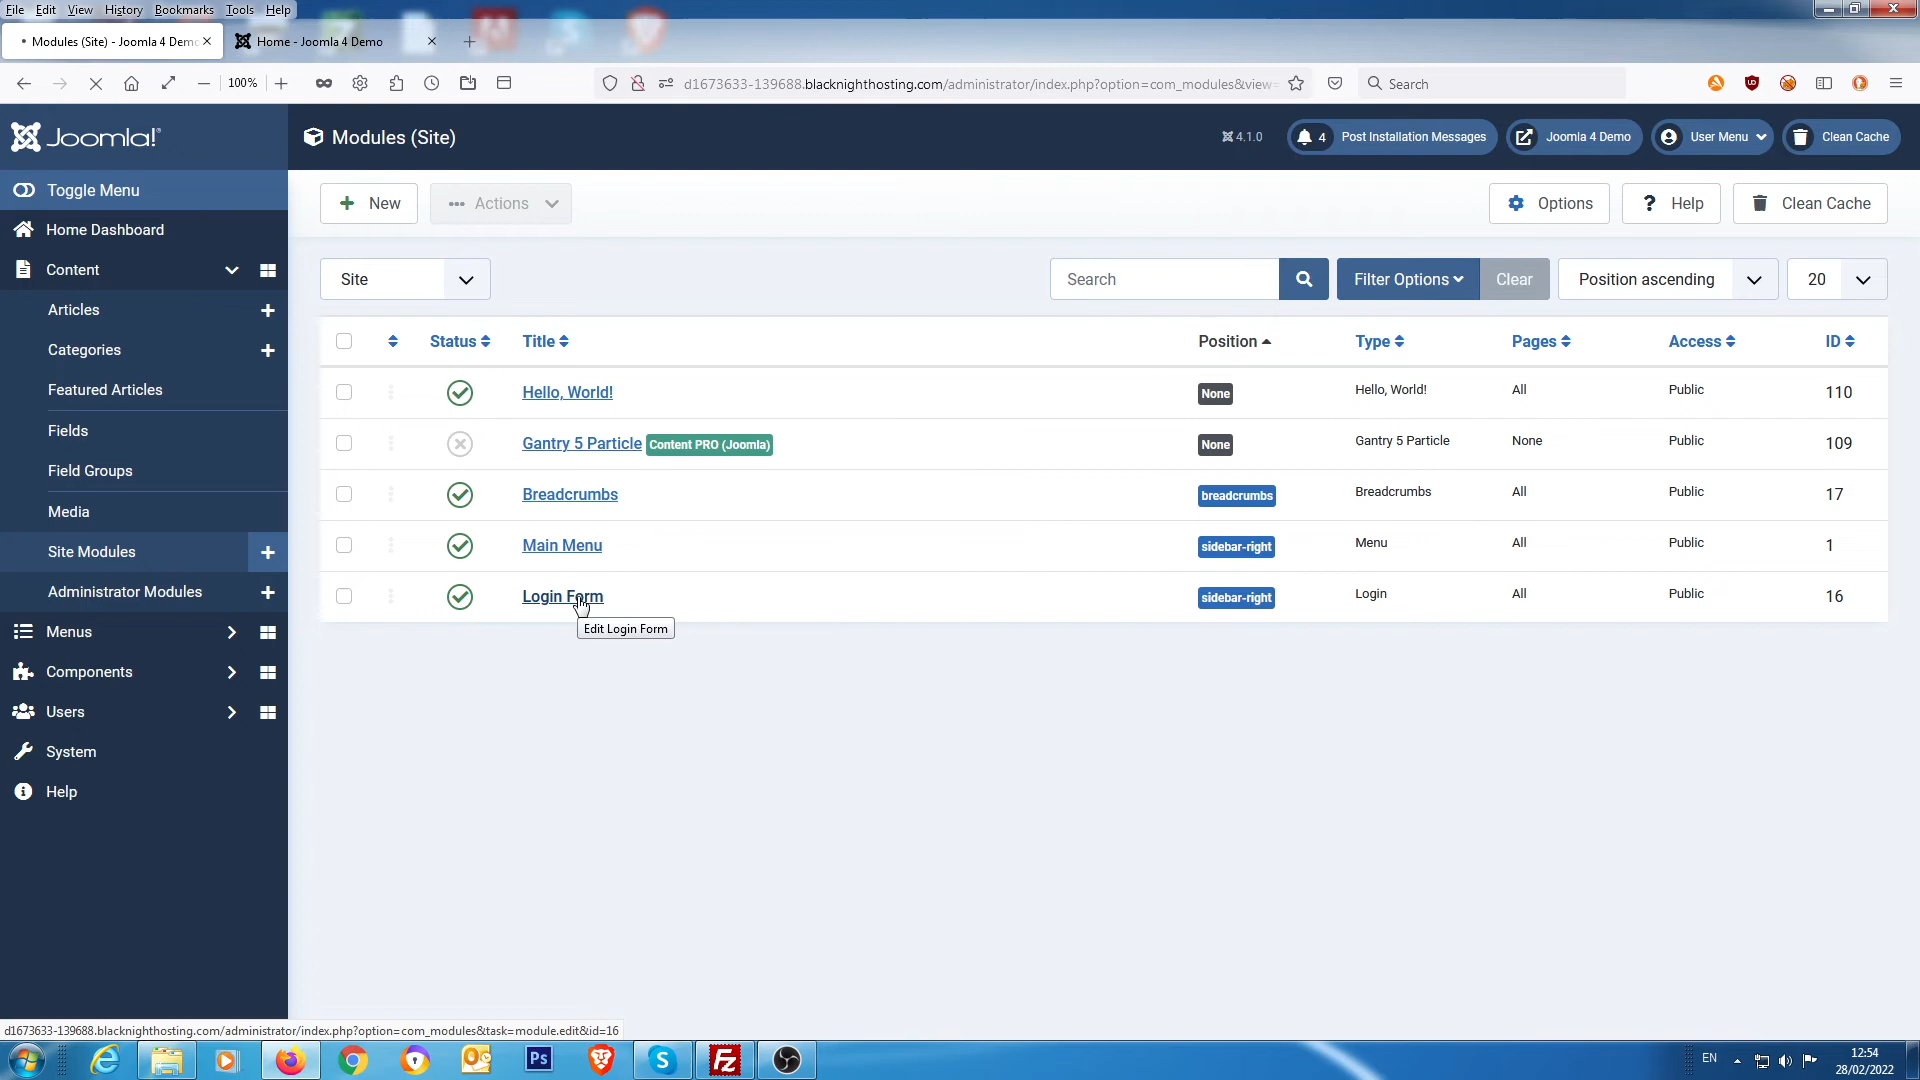 File Edit View History Bookmarks Tools Help
Modules (Site) - Joomla 4 Demo
Home - Joomla 4 Demo
100%
d1673633-139688.blacknighthosting.com/administrator/index.php?option=com_modules&view=
Search
Joomla!
Modules (Site)
4.1.0
4 Post Installation Messages
Joomla 4 Demo
User Menu
Clean Cache
Toggle Menu
New
Actions
Options
Help
Clean Cache
Home Dashboard
Content
Articles
Categories
Featured Articles
Fields
Field Groups
Media
Site Modules
Administrator Modules
Menus
Components
Users
System
Help
Site
Search
Filter Options
Clear
Position ascending
20
Status Title Position Type Pages Access ID
Hello, World! None Hello, World! All Public 110
Gantry 5 Particle Content PRO (Joomla) None Gantry 5 Particle None Public 109
Breadcrumbs breadcrumbs Breadcrumbs All Public 17
Main Menu sidebar-right Menu All Public 1
Login Form sidebar-right Login All Public 16
Edit Login Form
d1673633-139688.blacknighthosting.com/administrator/index.php?option=com_modules&task=module.edit&id=16
Ps
S
Fz
EN
12:54
28/02/2022